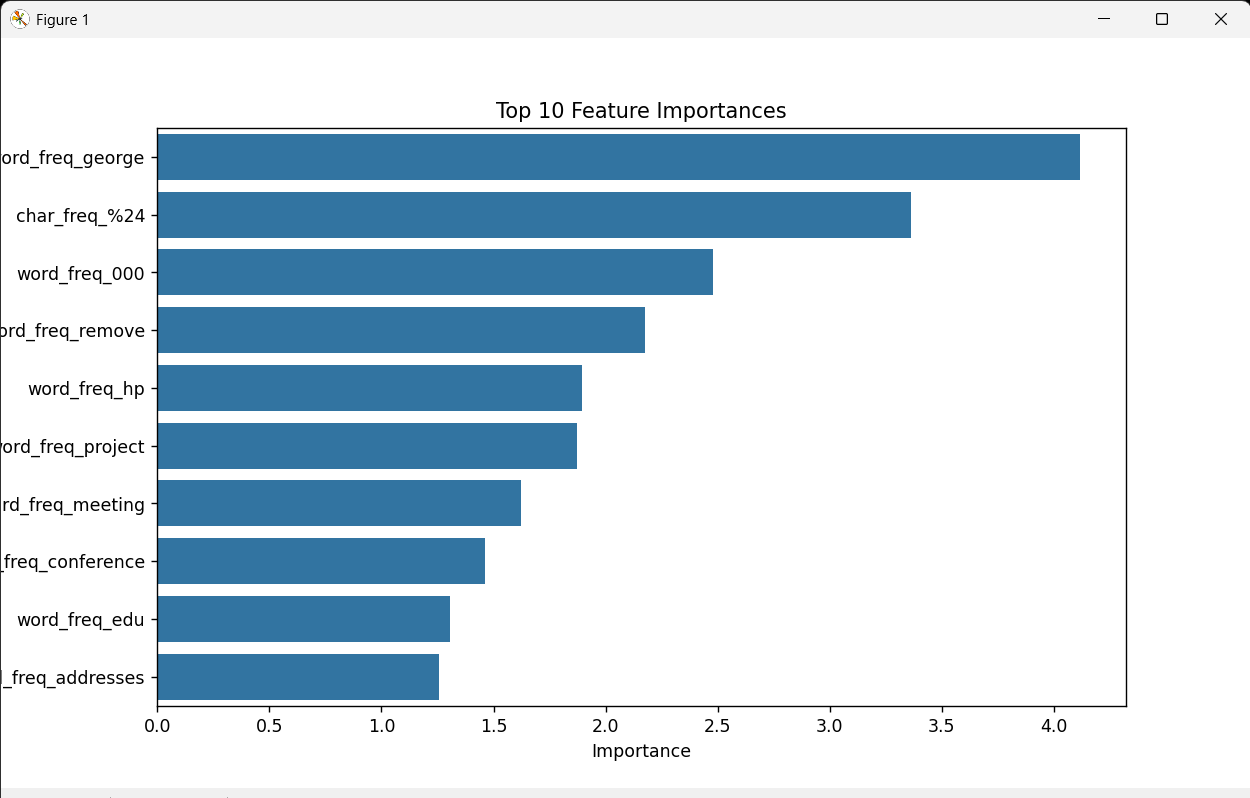 Figure 1
Top 10 Feature Importances
ord_freq_george
char_freq_%24
word_freq_000
ord_freq_remove
word_freq_hp
ord_freq_project
rd_freq_meeting
_freq_conference
word_freq_edu
_freq_addresses
0.0 0.5 1.0 1.5 2.0 2.5 3.0 3.5 4.0
Importance